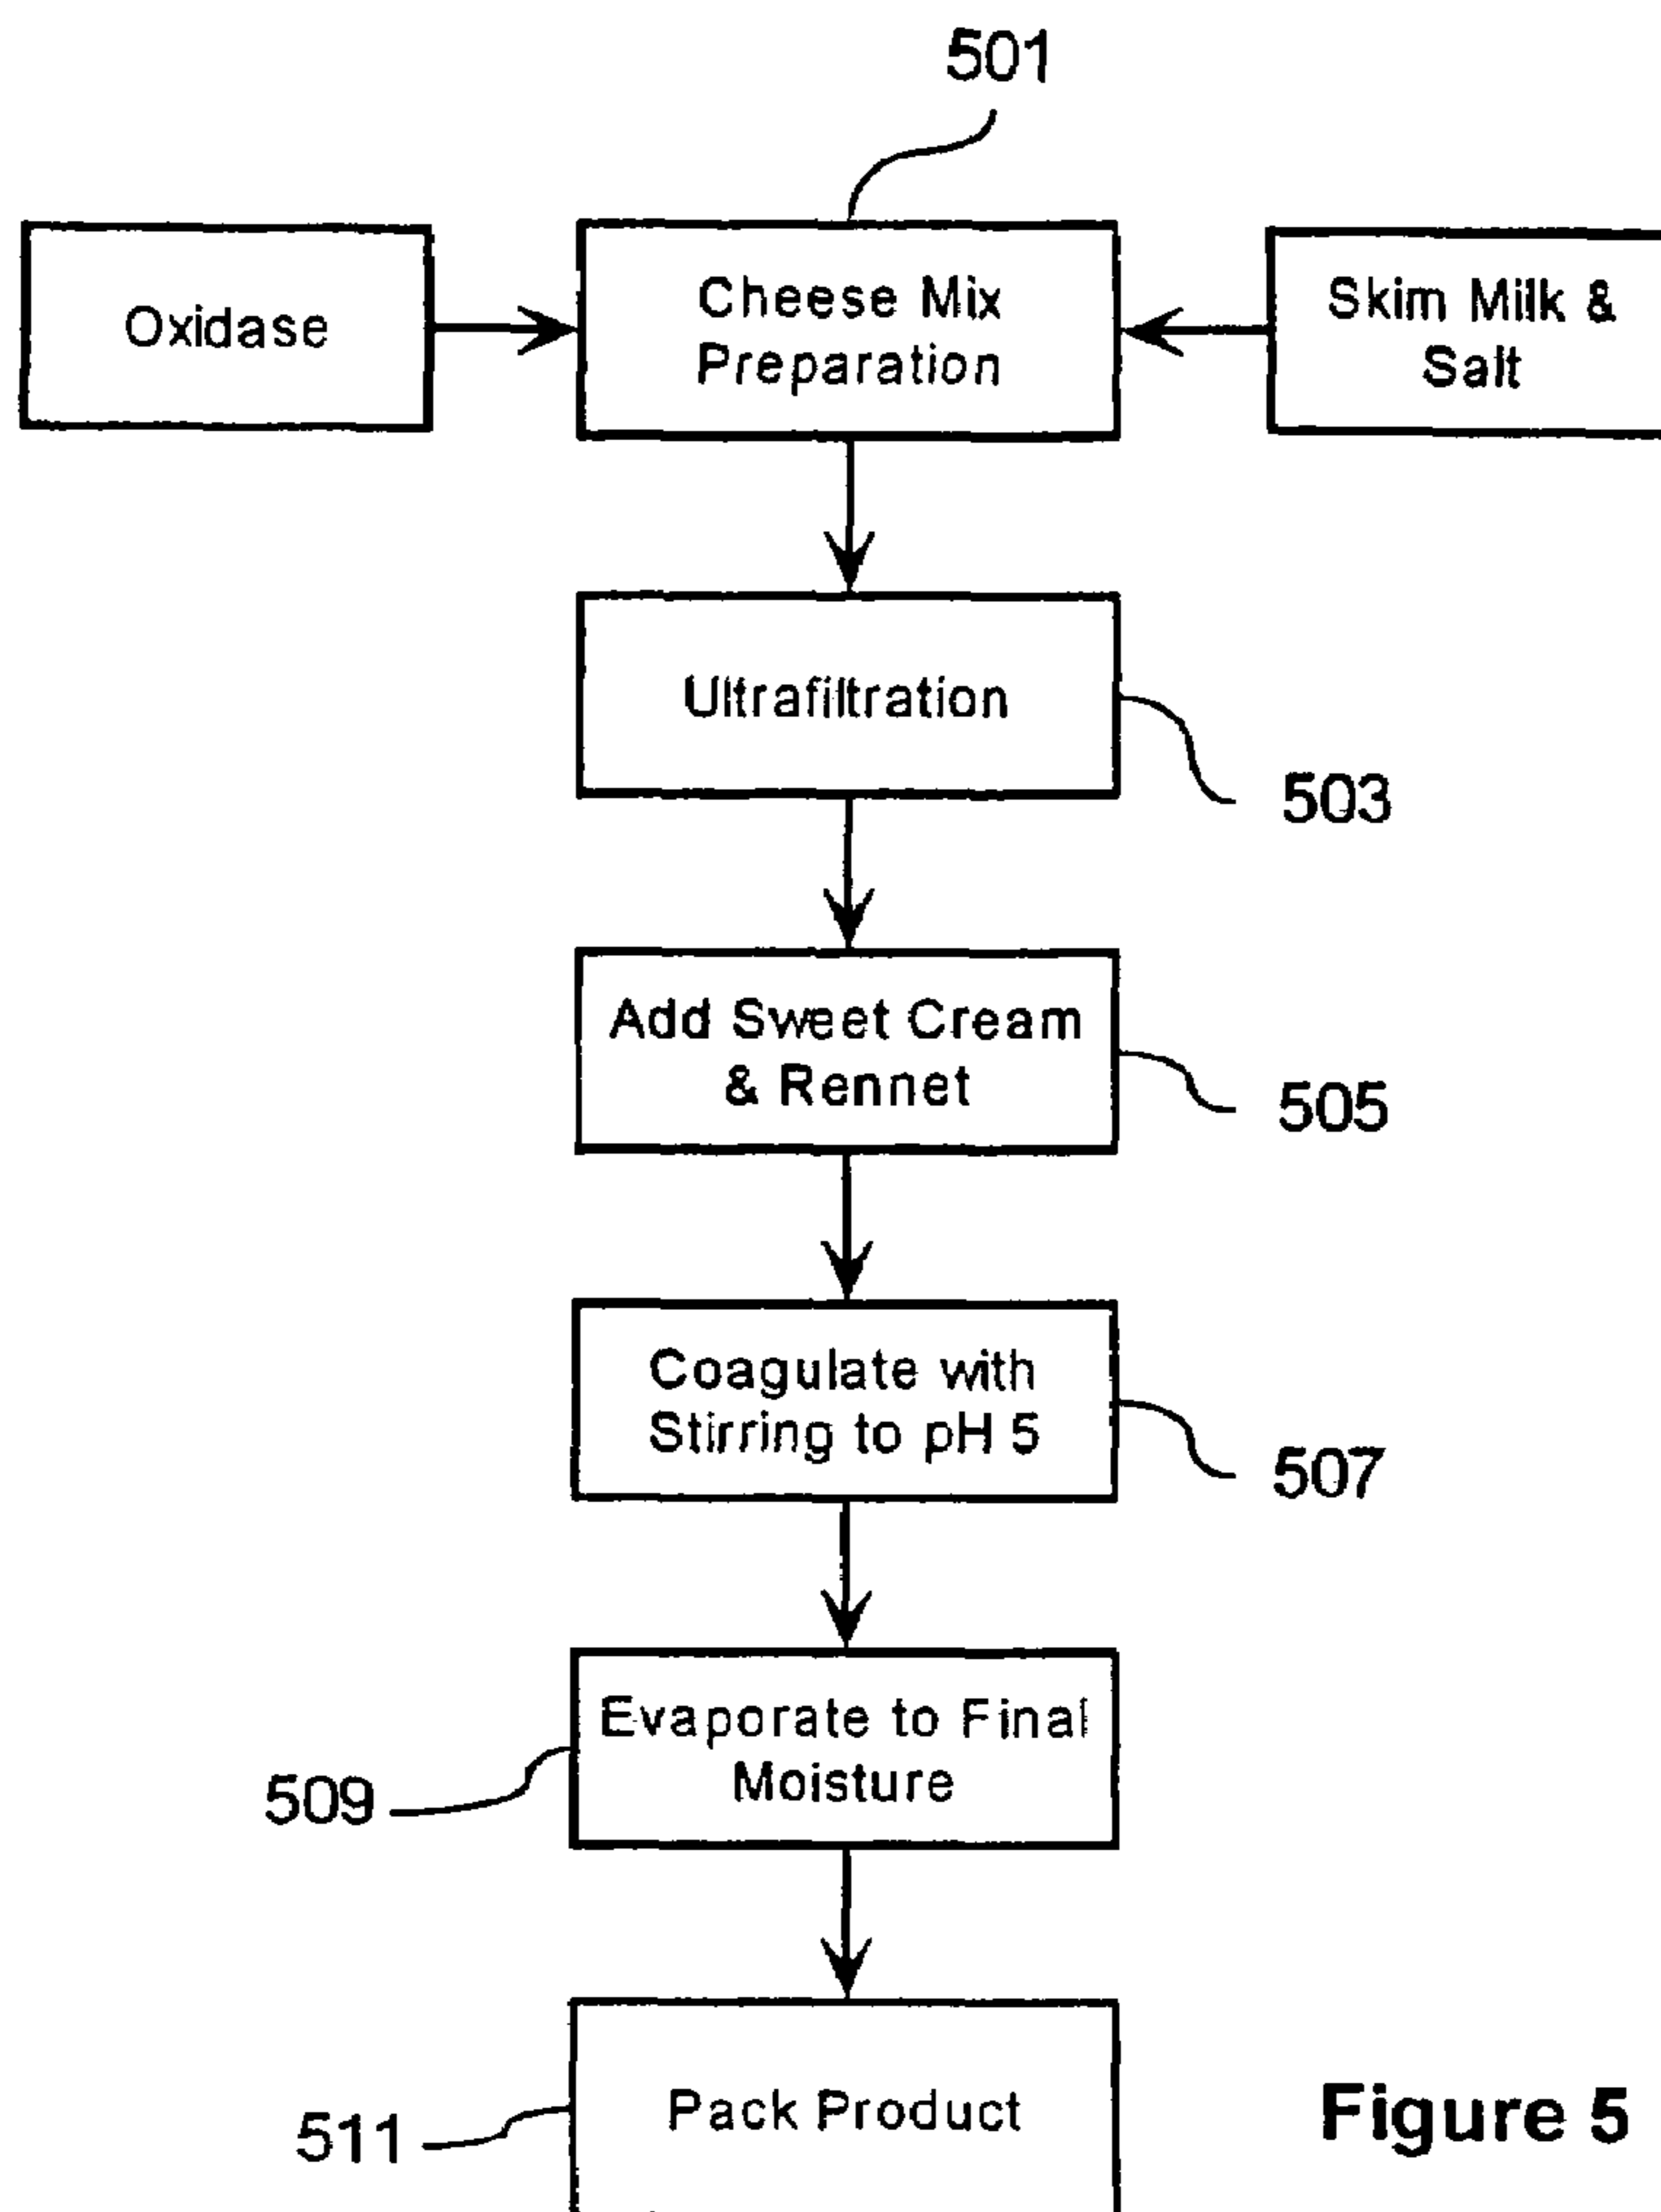 501
Oxidase
Cheese Mix
Preparation
Skim Milk &
Salt
Ultrafiltration
503
Add Sweet Cream
& Rennet
505
Coagulate with
Stirring to pH 5
507
Evaporate to Final
Moisture
509
Pack Product
511
Figure 5